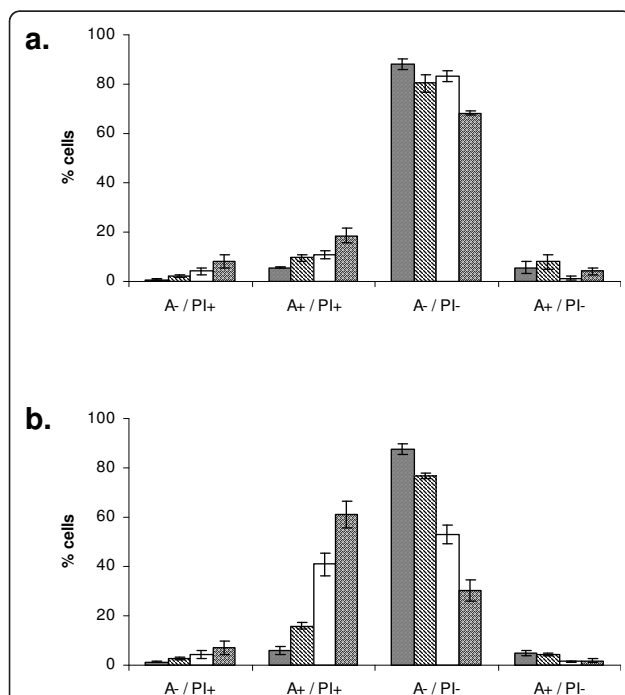 a.
100
80
60
40
20
0
% cells
A- / PI+ A+ / PI+ A- / PI- A+ / PI-
b.
100
80
60
40
20
0
% cells
A- / PI+ A+ / PI+ A- / PI- A+ / PI-